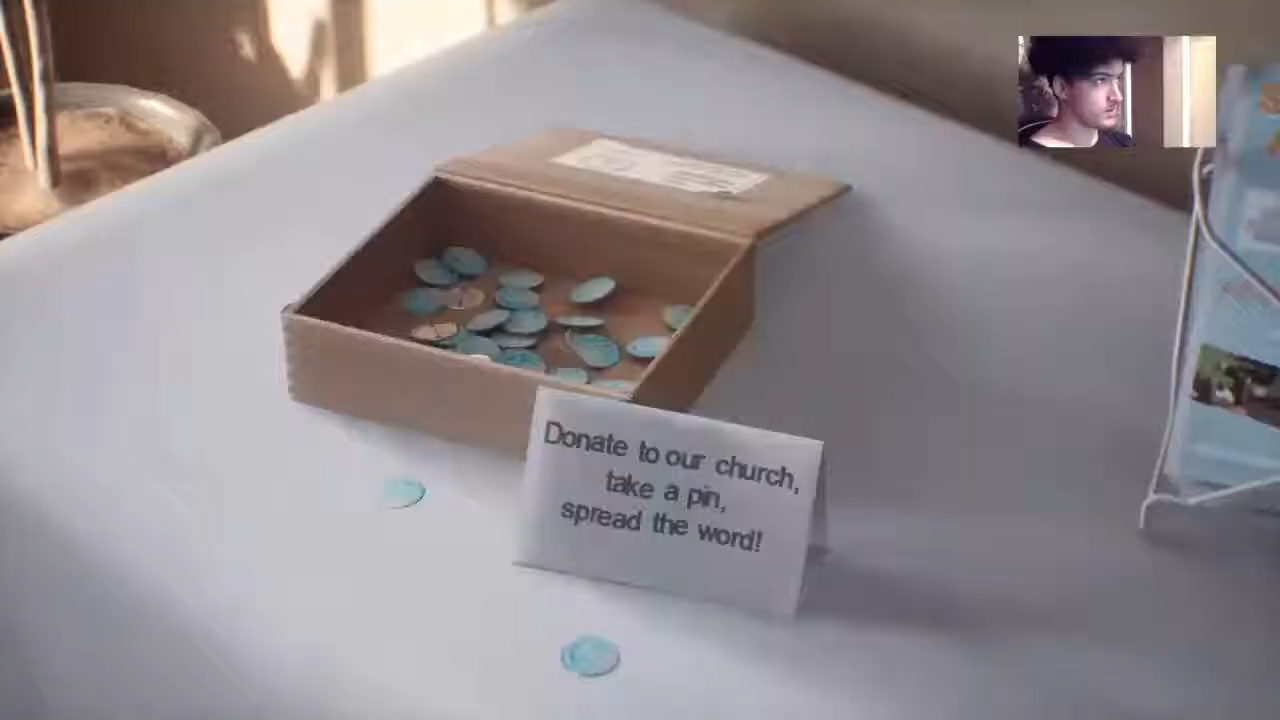 Donate to our church,
take a pin,
spread the word!